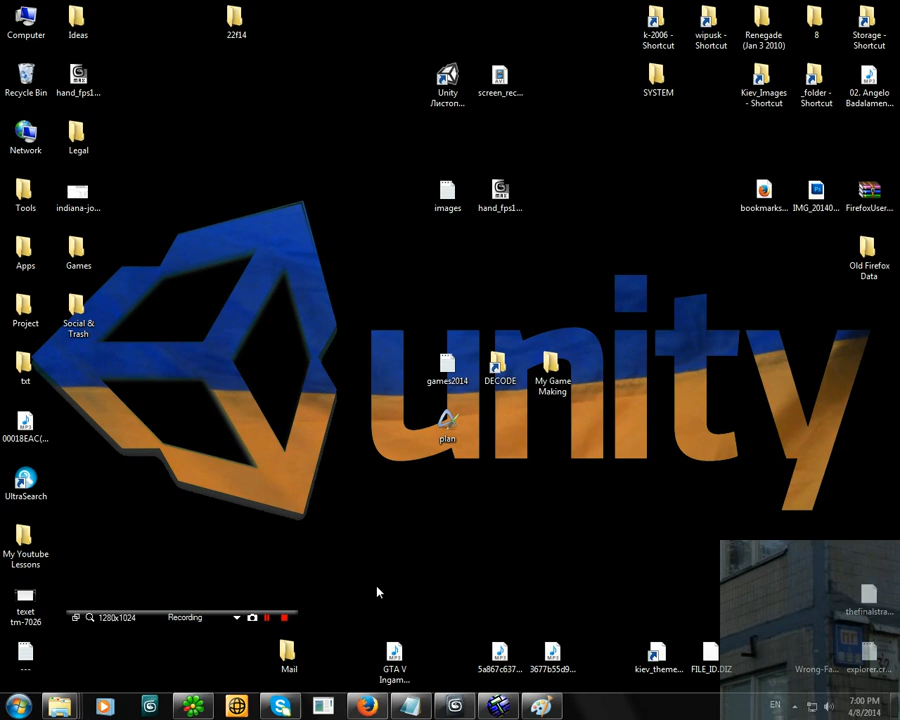 Computer
Ideas
22f14
k-2006 -
Shortcut
wipusk -
Shortcut
Renegade
(Jan 3 2010)
8
Storage -
Shortcut
Recycle Bin
hand_fps1...
Unity
Листоп...
screen_rec...
SYSTEM
Kiev_Images
- Shortcut
_folder -
Shortcut
02. Angelo
Badalamen...
Network
Legal
Tools
indiana-jo...
images
hand_fps1...
bookmarks...
IMG_20140...
FirefoxUser...
Apps
Games
Old Firefox
Data
Project
Social &
Trash
unity
txt
games2014
DECODE
My Game
Making
00018EAC(...
plan
UltraSearch
My Youtube
Lessons
texet
tm-7026
thefinalstra...
1280x1024
Recording
---
Mail
GTA V
Ingam...
5a867c637...
3677b55d9...
kiev_theme...
FILE_ID.DIZ
Wrong-Fa...
explorer.cr...
EN
7:00 PM
4/8/2014